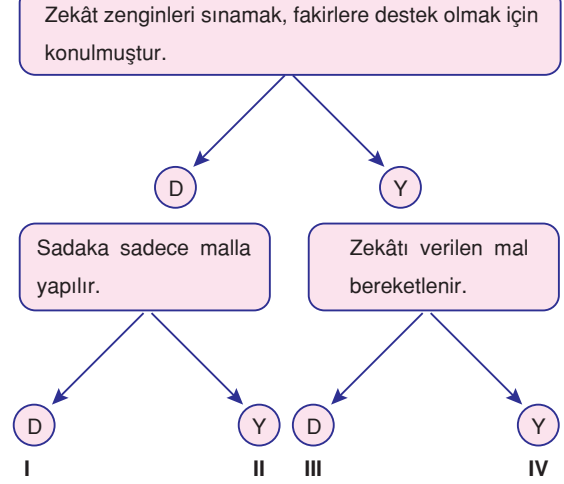 Zekât zenginleri sınamak, fakirlere destek olmak için
konulmuştur.
D
Y
Sadaka sadece malla
yapılır.
Zekâtı verilen mal
bereketlenir.
D
Y
D
Y
I
II
III
IV